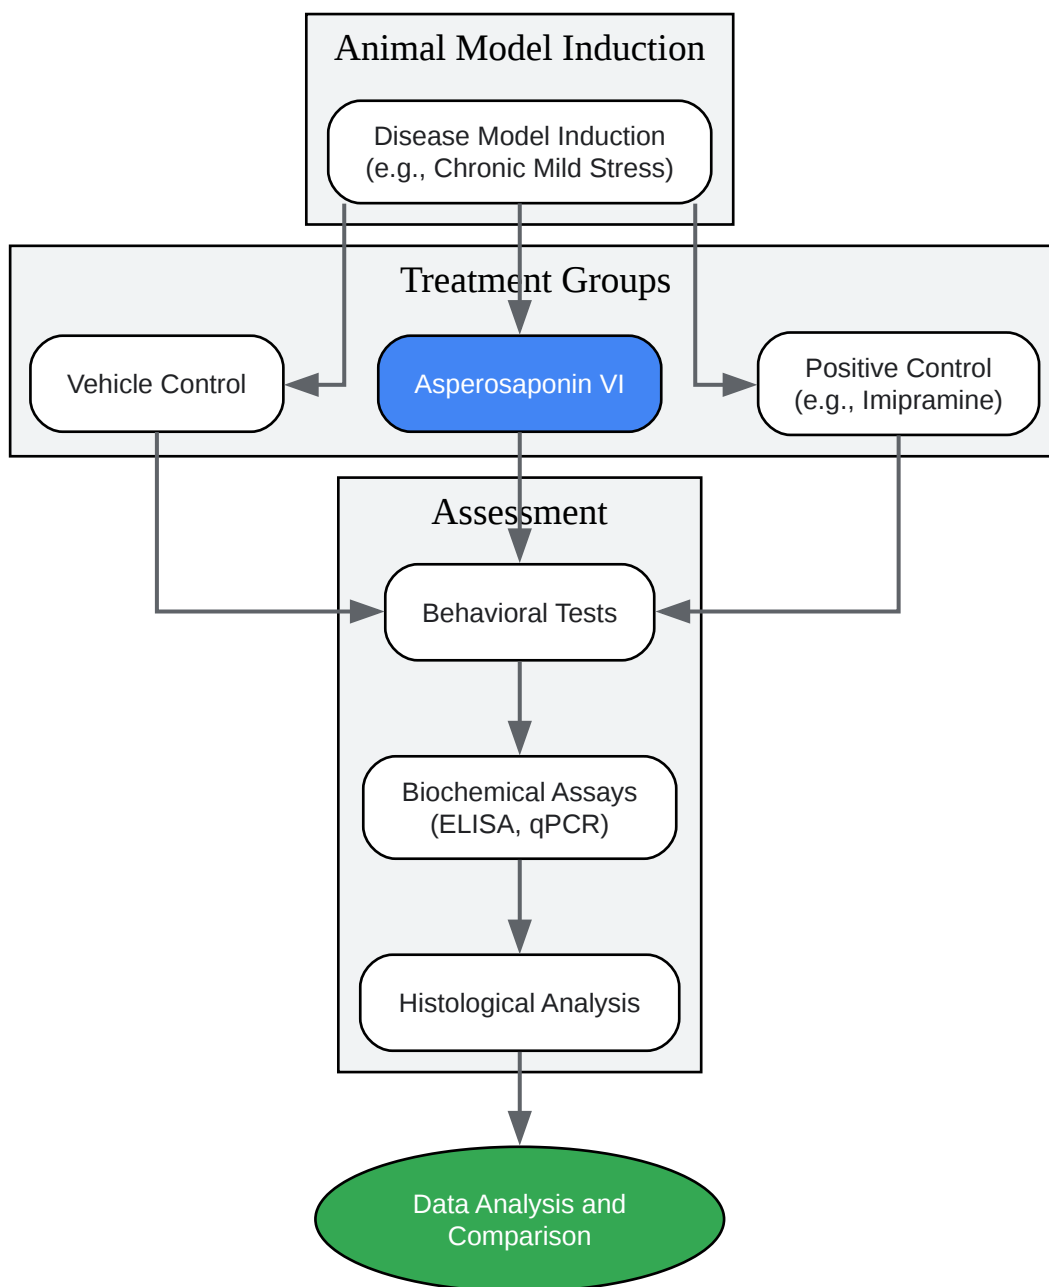 Animal Model Induction
Disease Model Induction
(e.g., Chronic Mild Stress)
Treatment Groups
Vehicle Control
Asperosaponin VI
Positive Control
(e.g., Imipramine)
Assessment
Behavioral Tests
Biochemical Assays
(ELISA, qPCR)
Histological Analysis
Data Analysis and
Comparison